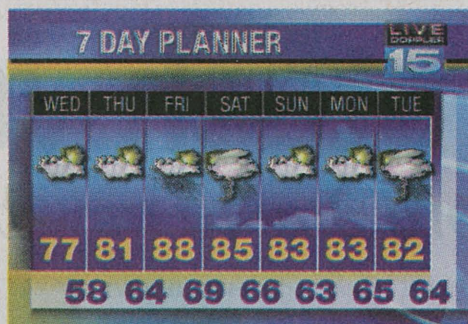 7 DAY PLANNER
LIVE
DOPPLER
15
WED THU FRI SAT SUN MON TUE
77 81 88 85 83 83 82
58 64 69 66 63 65 64